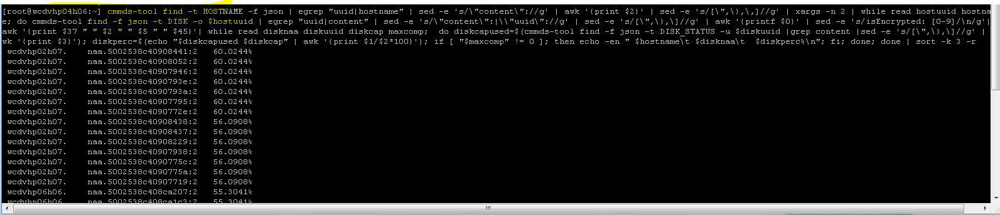 [root@wcdvhp04h06:~] cmmds-tool find -t HOSTNAME -f json | egrep "uuid|hostname" | sed -e 's/\"content\"://g' | awk '{print $2}' | sed -e 's/[\",\},\,]//g' | xargs -n 2 | while read hostuuid hostna
e; do cmmds-tool find -f json -t DISK -o $hostuuid | egrep "uuid|content" | sed -e 's/\"content\":|\\"uuid\"://g' | sed -e 's/[\",\},\]//g' | awk '{printf $0}' | sed -e 's/isEncrypted: [0-9]/\n/g'|
awk '{print $37 " " $2 " " $5 " " $45}'| while read disknaa diskuuid diskcap maxcomp;  do diskcapused=$(cmmds-tool find -f json -t DISK_STATUS -u $diskuuid |grep content |sed -e 's/[\",\},\]//g' |
wk '{print $3}'); diskperc=$(echo "$diskcapused $diskcap" | awk '{print $1/$2*100}'); if [ "$maxcomp" != 0 ]; then echo -en " $hostname\t $disknaa\t  $diskperc%\n"; fi; done; done | sort -k 3 -r
wcdvhp02h07. naa.5002538c40908441:2 60.0244%
wcdvhp02h07. naa.5002538c40908052:2 60.0244%
wcdvhp02h07. naa.5002538c40907946:2 60.0244%
wcdvhp02h07. naa.5002538c4090793e:2 60.0244%
wcdvhp02h07. naa.5002538c4090793a:2 60.0244%
wcdvhp02h07. naa.5002538c40907795:2 60.0244%
wcdvhp02h07. naa.5002538c4090772e:2 60.0244%
wcdvhp02h07. naa.5002538c40908438:2 56.0908%
wcdvhp02h07. naa.5002538c40908437:2 56.0908%
wcdvhp02h07. naa.5002538c40908229:2 56.0908%
wcdvhp02h07. naa.5002538c40907938:2 56.0908%
wcdvhp02h07. naa.5002538c4090775c:2 56.0908%
wcdvhp02h07. naa.5002538c4090775a:2 56.0908%
wcdvhp02h07. naa.5002538c40907719:2 56.0908%
wcdvhp06h06. naa.5002538c408ca207:2 55.3041%
wcdvhp06h06. naa.5002538c408ca1c3:2 55.3041%